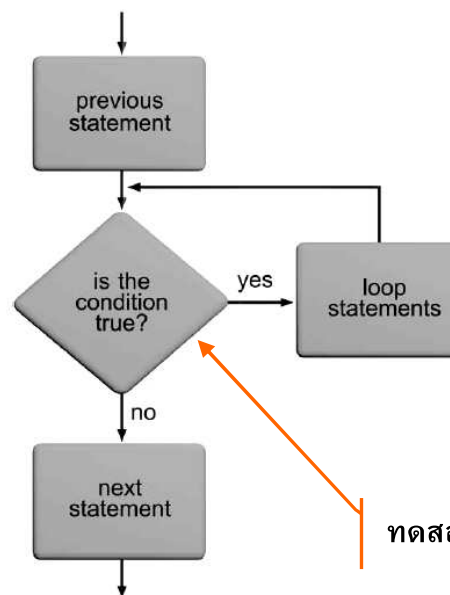 previous
statement
is the
condition
true?
yes
loop
statements
no
next
statement